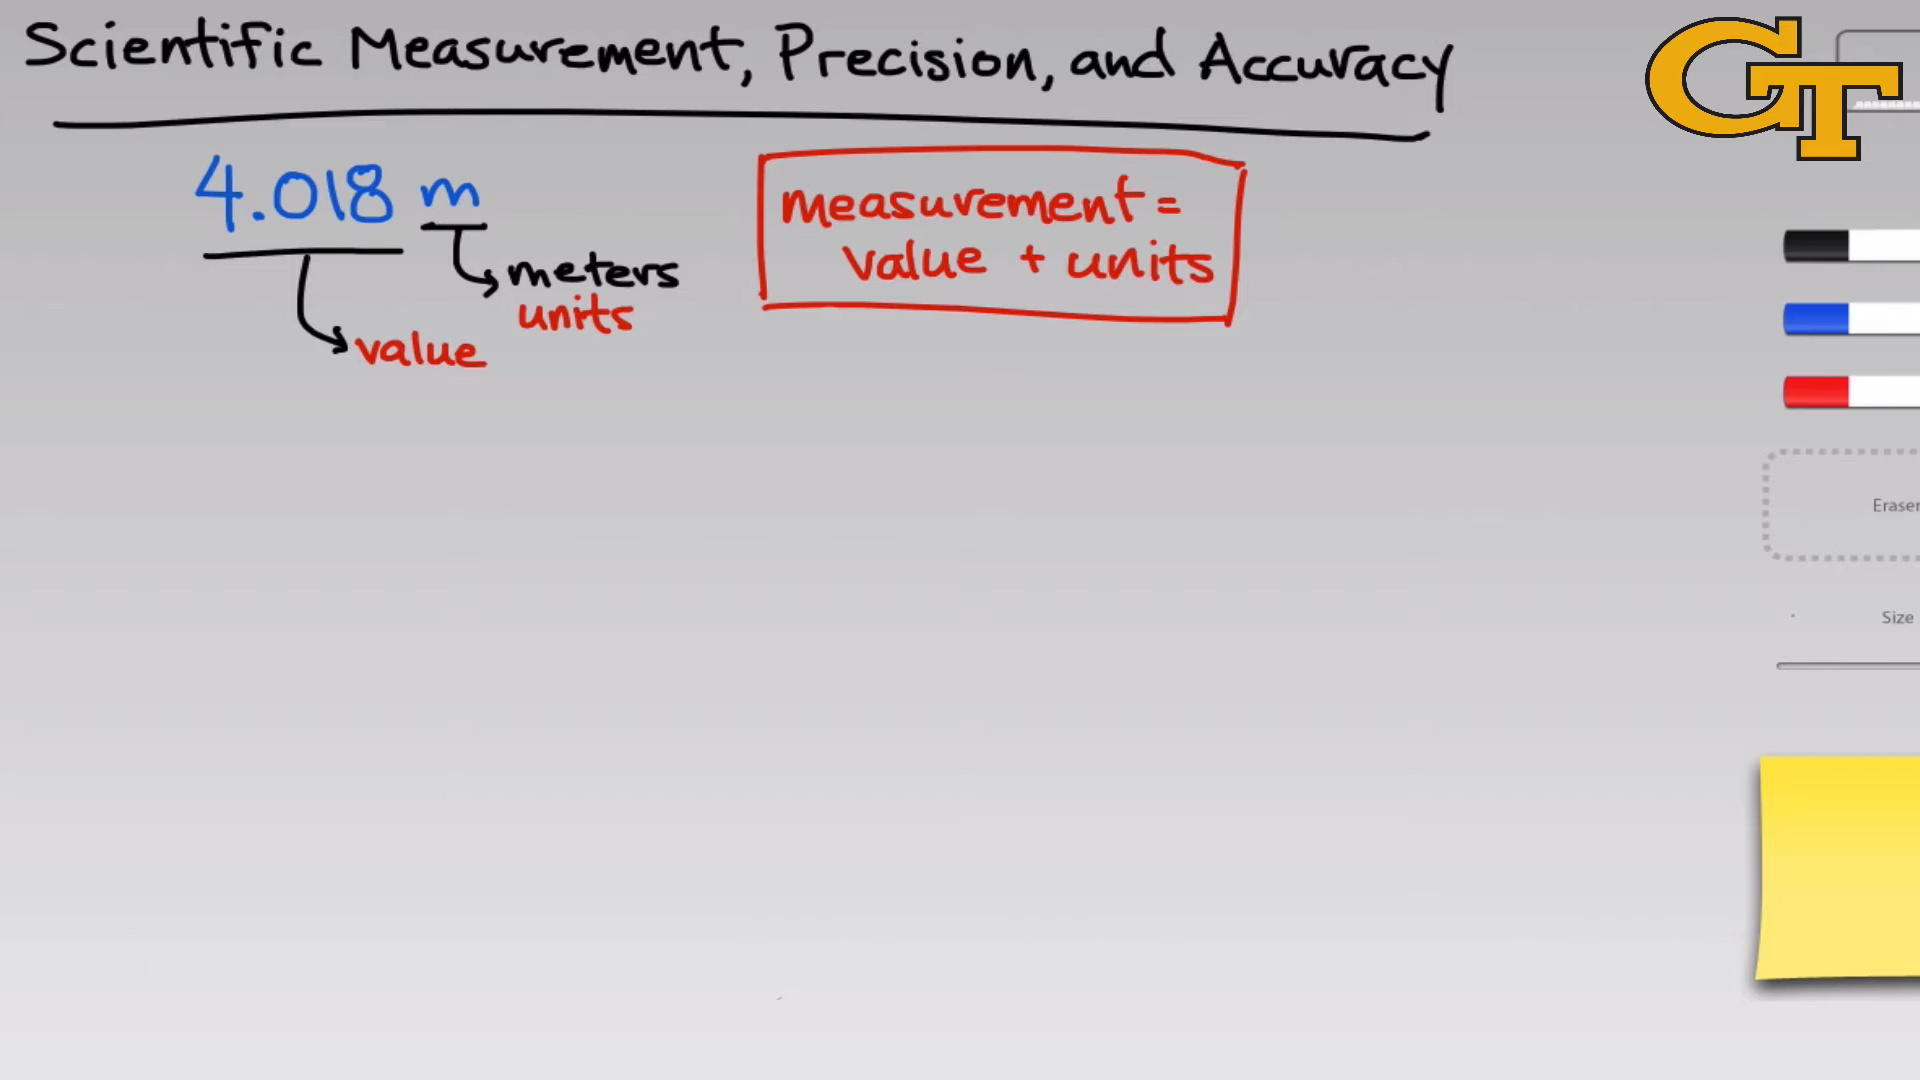 Scientific Measurement, Precision, and Accuracy
GT
4.018 m
measurement =
value + units
meters
units
value
Eraser
Size